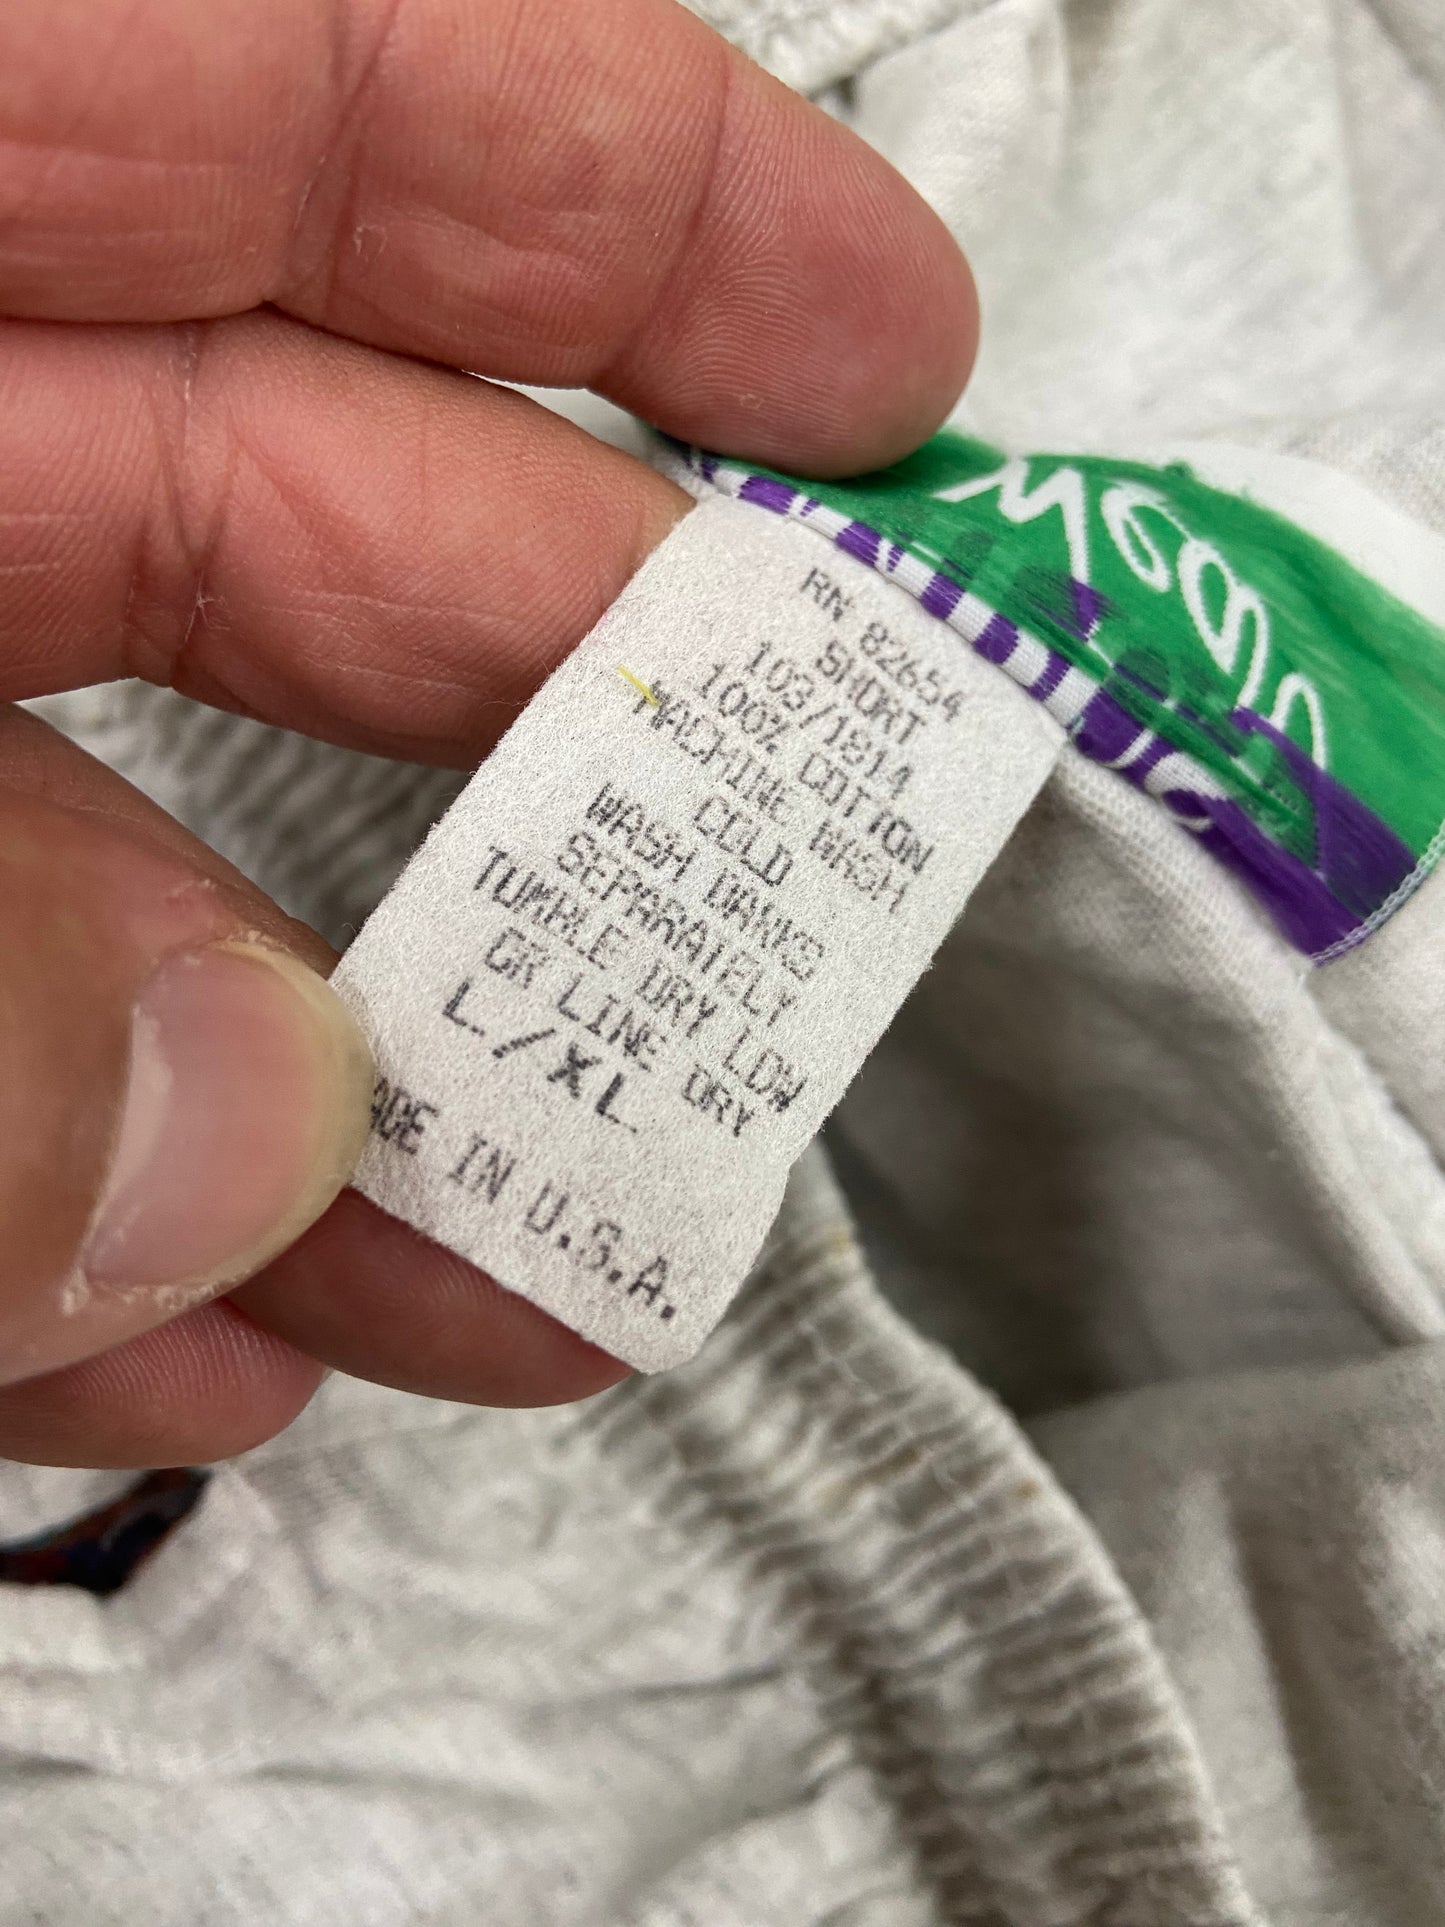 RN 82654
SHORT
103/1814
100% COTTON
MACHINE WASH
COLD
WASH DARKS
SEPARATELY
TUMBLE DRY LOW
OR LINE DRY
L/XL
ADE IN U.S.A.